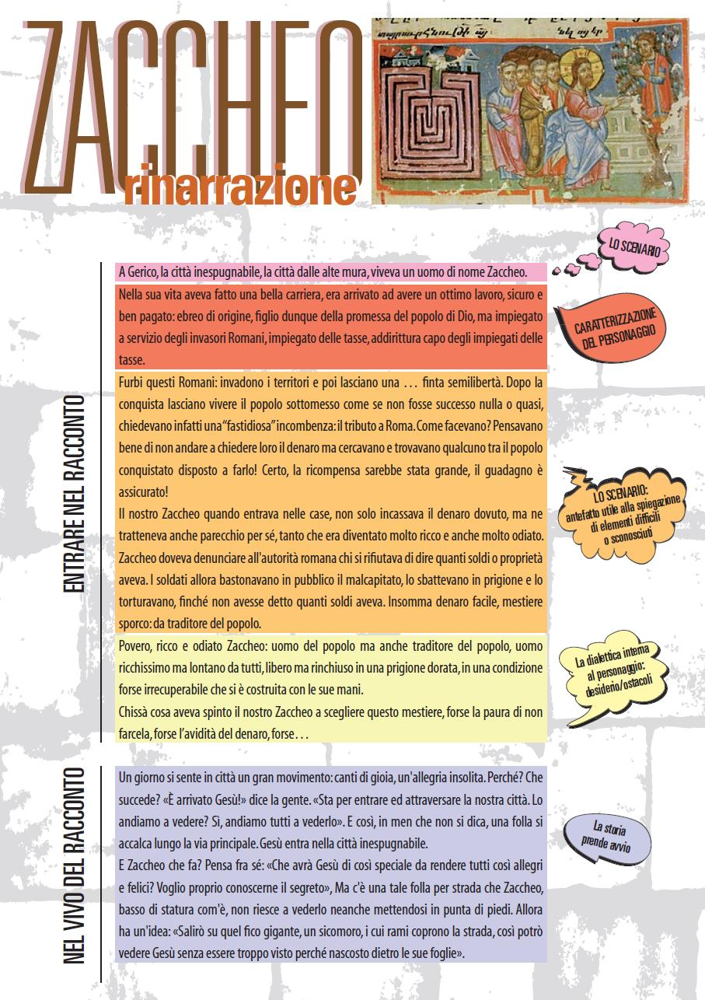 ZACCHEO
rinarrazione
LO SCENARIO
A Gerico, la città inespugnabile, la città dalle alte mura, viveva un uomo di nome Zaccheo.
Nella sua vita aveva fatto una bella carriera, era arrivato ad avere un ottimo lavoro, sicuro e
ben pagato: ebreo di origine, figlio dunque della promessa del popolo di Dio, ma impiegato
a servizio degli invasori Romani, impiegato delle tasse, addirittura capo degli impiegati delle
tasse.
CARATTERIZZAZIONE
DEL PERSONAGGIO
ENTRARE NEL RACCONTO
Furbi questi Romani: invadono i territori e poi lasciano una ... finta semilibertà. Dopo la
conquista lasciano vivere il popolo sottomesso come se non fosse successo nulla o quasi,
chiedevano infatti una “fastidiosa” incombenza: il tributo a Roma. Come facevano? Pensavano
bene di non andare a chiedere loro il denaro ma cercavano e trovavano qualcuno tra il popolo
conquistato disposto a farlo! Certo, la ricompensa sarebbe stata grande, il guadagno è
assicurato!
Il nostro Zaccheo quando entrava nelle case, non solo incassava il denaro dovuto, ma ne
tratteneva anche parecchio per sé, tanto che era diventato molto ricco e anche molto odiato.
Zaccheo doveva denunciare all'autorità romana chi si rifiutava di dire quanti soldi o proprietà
aveva. I soldati allora bastonavano in pubblico il malcapitato, lo sbattevano in prigione e lo
torturavano, finché non avesse detto quanti soldi aveva. Insomma denaro facile, mestiere
sporco: da traditore del popolo.
LO SCENARIO:
antefatto utile alla spiegazione
di elementi difficili
o sconosciuti
Povero, ricco e odiato Zaccheo: uomo del popolo ma anche traditore del popolo, uomo
ricchissimo ma lontano da tutti, libero ma rinchiuso in una prigione dorata, in una condizione
forse irrecuperabile che si è costruita con le sue mani.
Chissà cosa aveva spinto il nostro Zaccheo a scegliere questo mestiere, forse la paura di non
farcela, forse l’avidità del denaro, forse...
La dialettica interna
al personaggio:
desiderio/ostacoli
NEL VIVO DEL RACCONTO
Un giorno si sente in città un gran movimento: canti di gioia, un'allegria insolita. Perché? Che
succede? «È arrivato Gesù!» dice la gente. «Sta per entrare ed attraversare la nostra città. Lo
andiamo a vedere? Sì, andiamo tutti a vederlo». E così, in men che non si dica, una folla si
accalca lungo la via principale. Gesù entra nella città inespugnabile.
E Zaccheo che fa? Pensa fra sé: «Che avrà Gesù di così speciale da rendere tutti così allegri
e felici? Voglio proprio conoscerne il segreto», Ma c'è una tale folla per strada che Zaccheo,
basso di statura com'è, non riesce a vederlo neanche mettendosi in punta di piedi. Allora
ha un'idea: «Salirò su quel fico gigante, un sicomoro, i cui rami coprono la strada, così potrò
vedere Gesù senza essere troppo visto perché nascosto dietro le sue foglie».
La storia
prende avvio